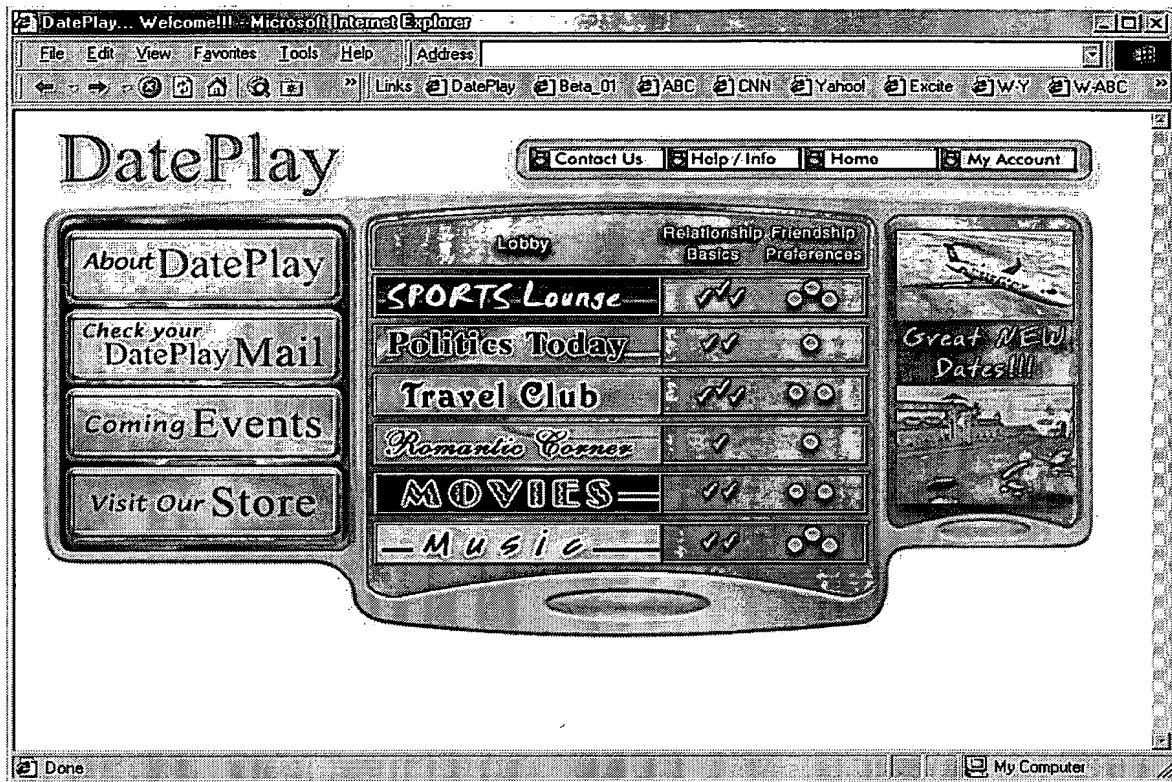 DatePlay... Welcome!!! - Microsoft Internet Explorer
File Edit View Favorites Tools Help Address
» Links DatePlay Beta_01 ABC CNN Yahoo! Excite W-Y W-ABC »
DatePlay
Contact Us Help / Info Home My Account
About DatePlay
Check your
DatePlay Mail
Coming Events
Visit Our Store
Lobby
Relationship Basics
Friendship Preferences
SPORTS Lounge
Politics Today
Travel Club
Romantic Corner
MOVIES
Music
Great NEW
Dates!!!
Done My Computer